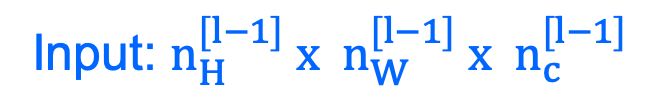 Input: n_H^[l−1] x n_W^[l−1] x n_c^[l−1]